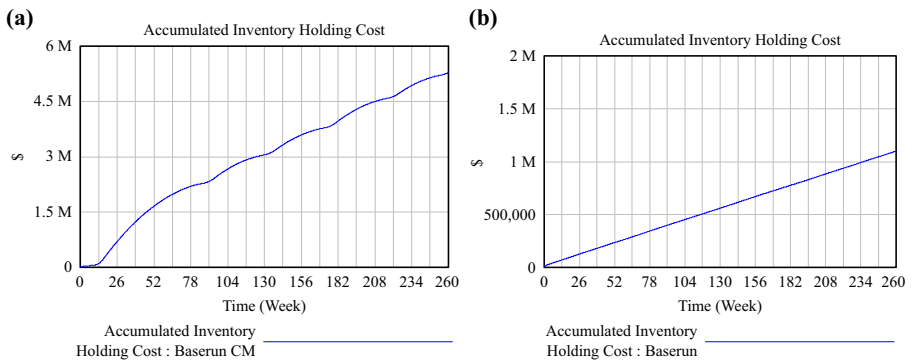 (a)
Accumulated Inventory Holding Cost
6 M
4.5 M
3 M
1.5 M
0
$
0 26 52 78 104 130 156 182 208 234 260
Time (Week)
Accumulated Inventory
Holding Cost : Baserun CM
(b)
Accumulated Inventory Holding Cost
2 M
1.5 M
1 M
500,000
0
$
0 26 52 78 104 130 156 182 208 234 260
Time (Week)
Accumulated Inventory
Holding Cost : Baserun